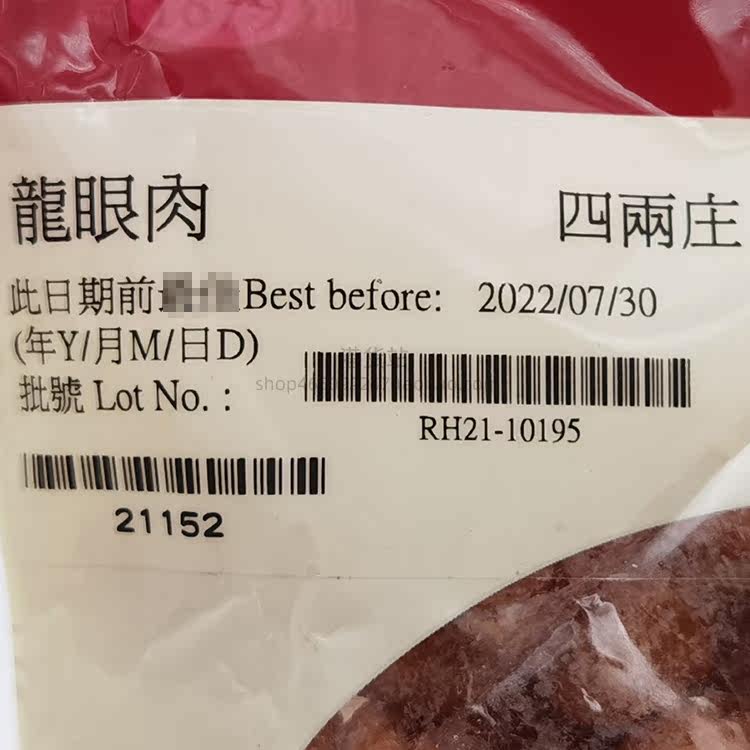 龍眼肉 四兩庄
此日期前 Best before: 2022/07/30
(年Y/月M/日D)
批號 Lot No. :
RH21-10195
21152